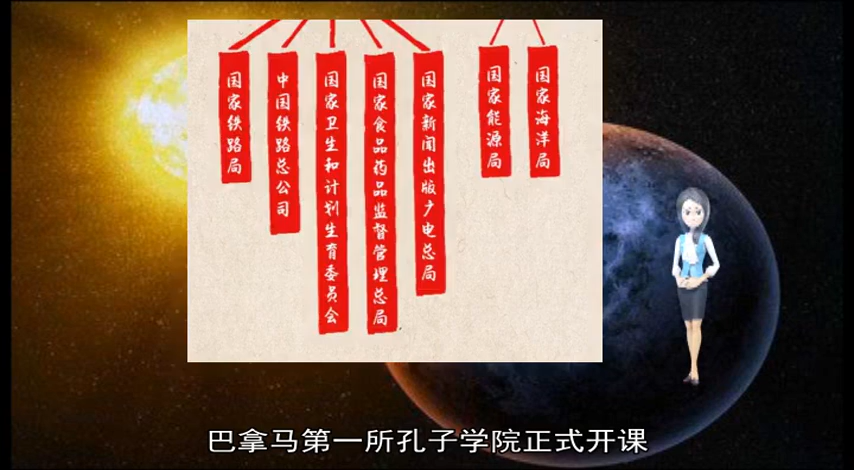 国家铁路局
中国铁路总公司
国家卫生和计划生育委员会
国家食品药品监督管理总局
国家新闻出版广电总局
国家能源局
国家海洋局
巴拿马第一所孔子学院正式开课